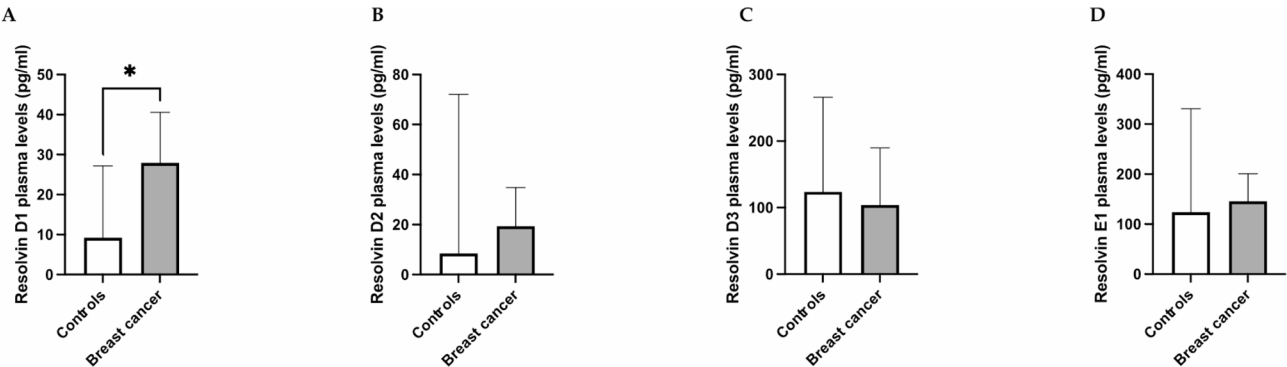 A
Resolvin D1 plasma levels (pg/ml)
50
40
30
20
10
0
*
Controls
Breast cancer
B
Resolvin D2 plasma levels (pg/ml)
80
60
40
20
0
Controls
Breast cancer
C
Resolvin D3 plasma levels (pg/ml)
300
200
100
0
Controls
Breast cancer
D
Resolvin E1 plasma levels (pg/ml)
400
300
200
100
0
Controls
Breast cancer